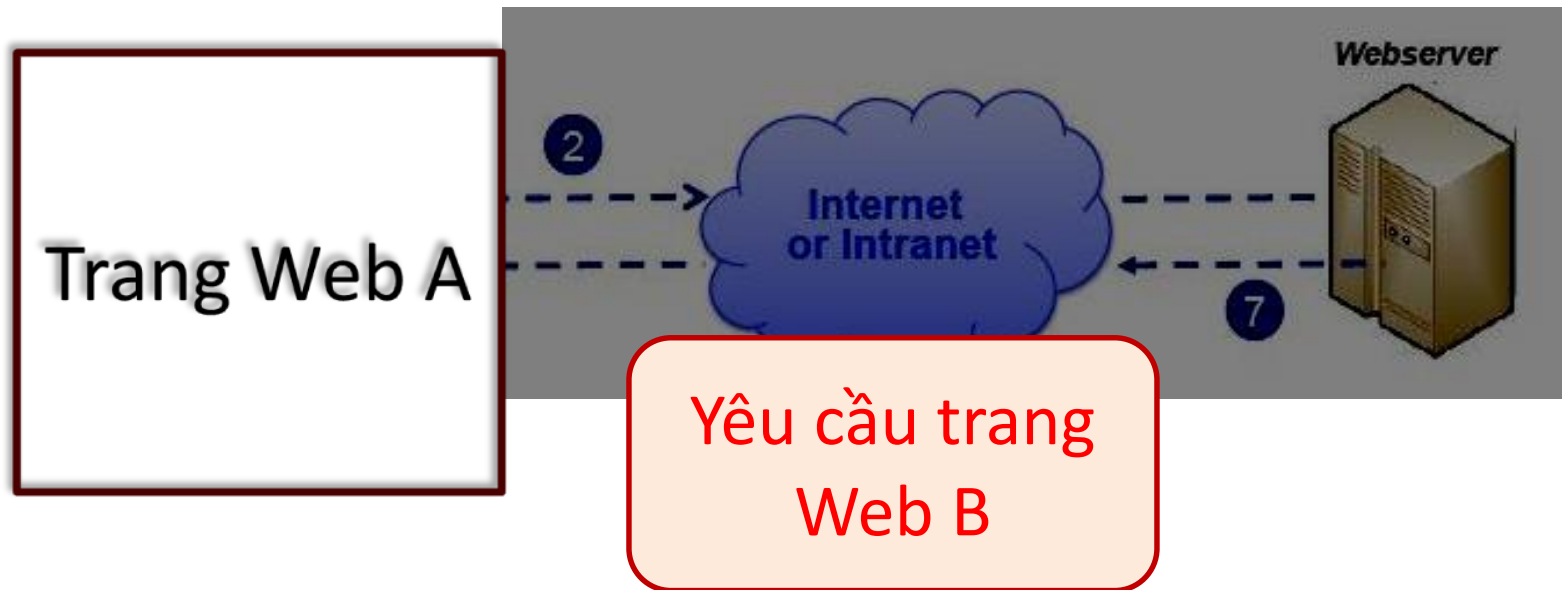 Webserver
2
Internet
or Intranet
Trang Web A
7
Yêu cầu trang
Web B